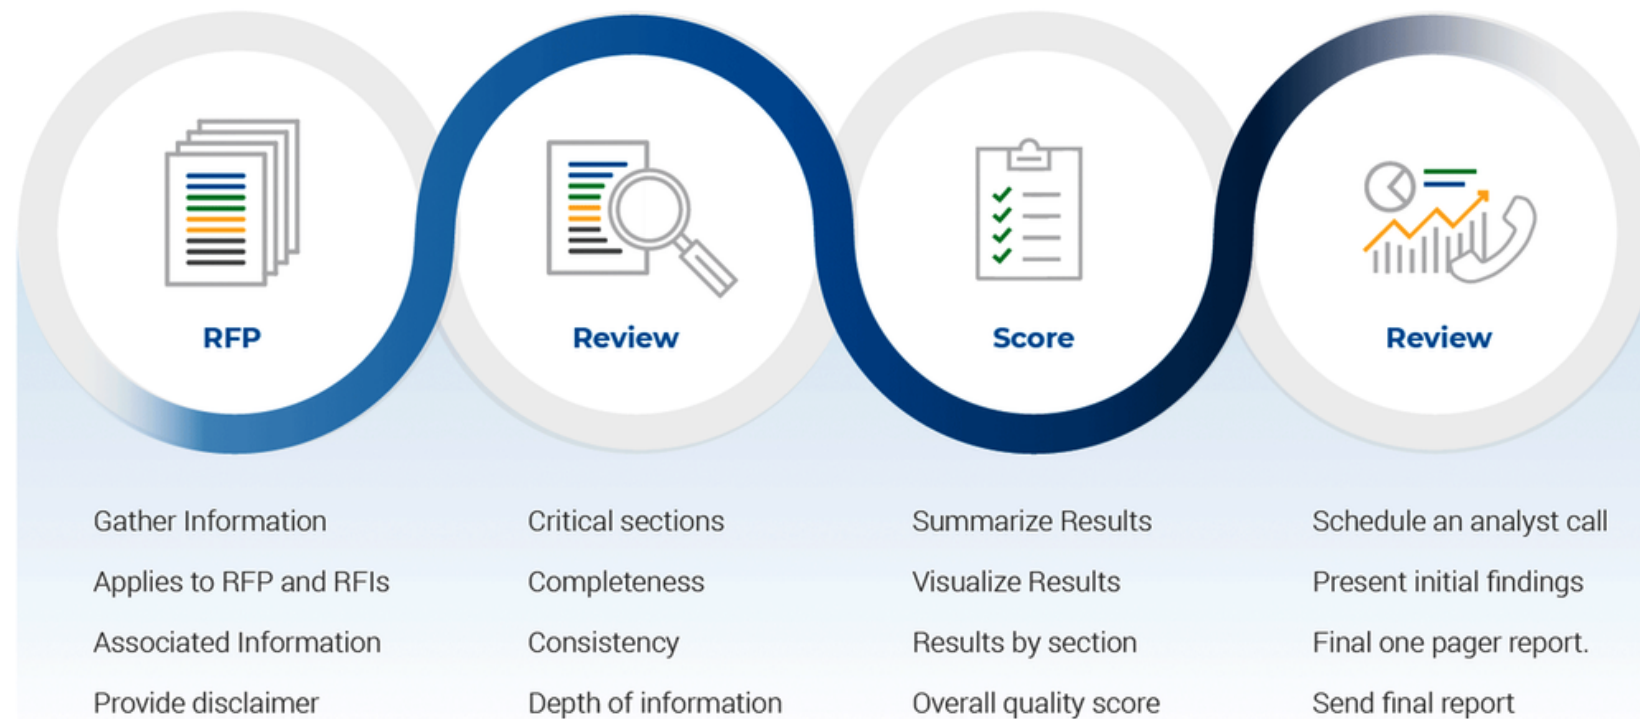 RFP
Review
Score
Review
Gather Information
Applies to RFP and RFIs
Associated Information
Provide disclaimer
Critical sections
Completeness
Consistency
Depth of information
Summarize Results
Visualize Results
Results by section
Overall quality score
Schedule an analyst call
Present initial findings
Final one pager report.
Send final report